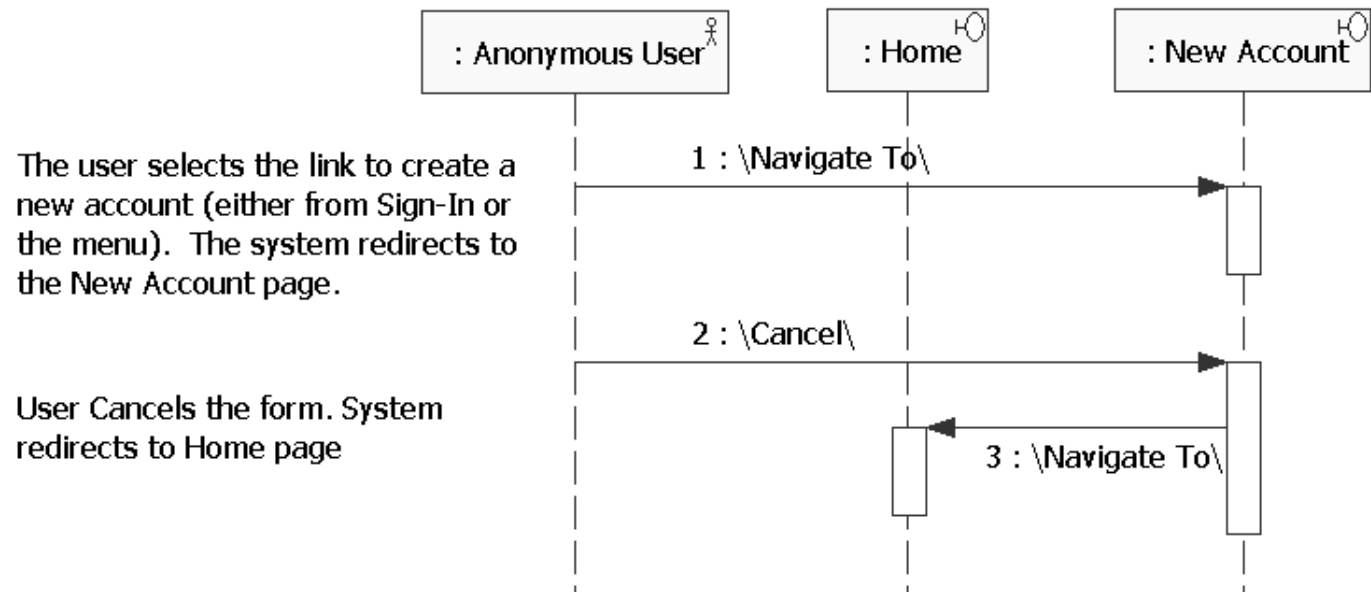 : Anonymous User
: Home
: New Account
1 : \Navigate To\
The user selects the link to create a
new account (either from Sign-In or
the menu).  The system redirects to
the New Account page.
2 : \Cancel\
User Cancels the form. System
redirects to Home page
3 : \Navigate To\